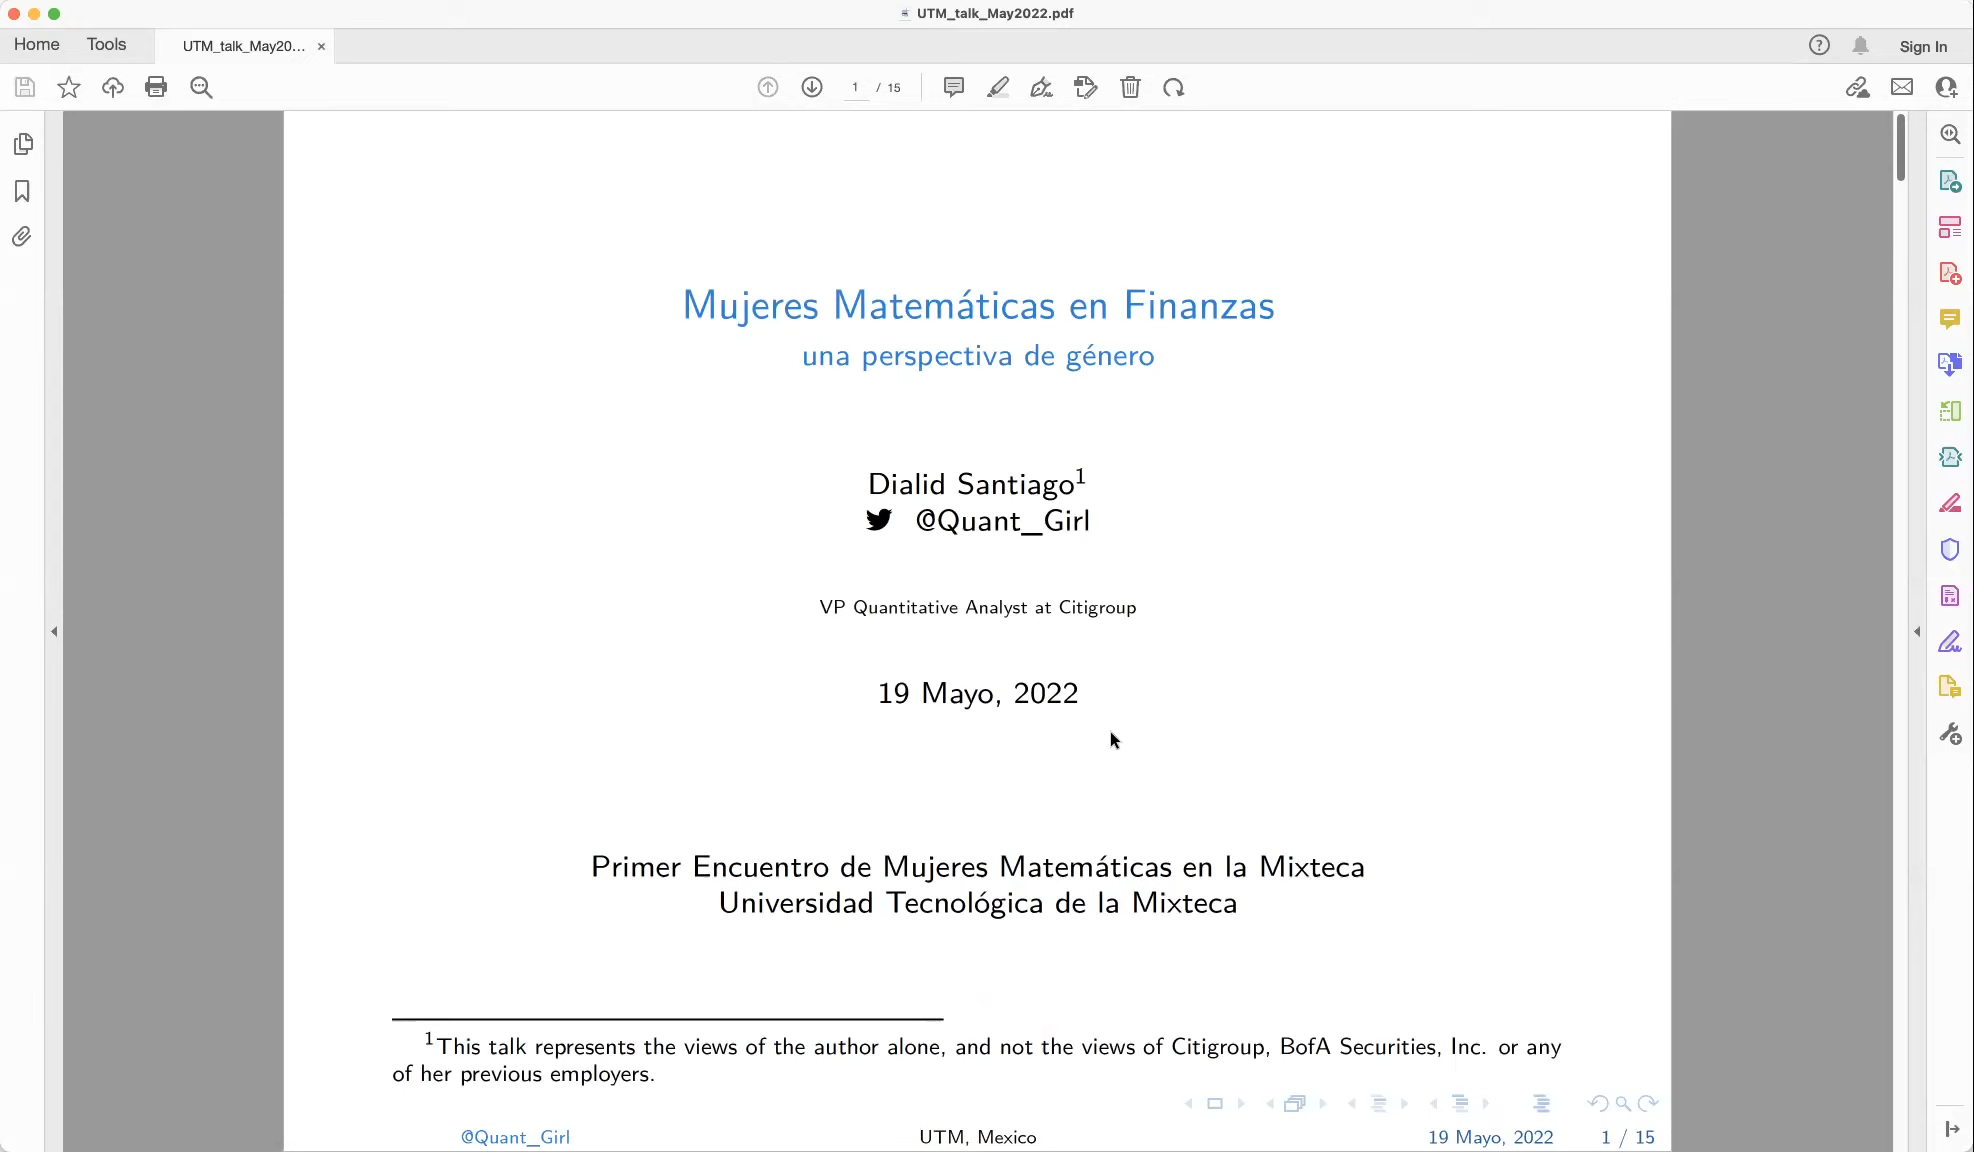 UTM_talk_May2022.pdf
Home Tools UTM_talk_May20... × Sign In
1 / 15
Mujeres Matemáticas en Finanzas
una perspectiva de género
Dialid Santiago¹
@Quant_Girl
VP Quantitative Analyst at Citigroup
19 Mayo, 2022
Primer Encuentro de Mujeres Matemáticas en la Mixteca
Universidad Tecnológica de la Mixteca
¹This talk represents the views of the author alone, and not the views of Citigroup, BofA Securities, Inc. or any
of her previous employers.
@Quant_Girl UTM, Mexico 19 Mayo, 2022 1 / 15